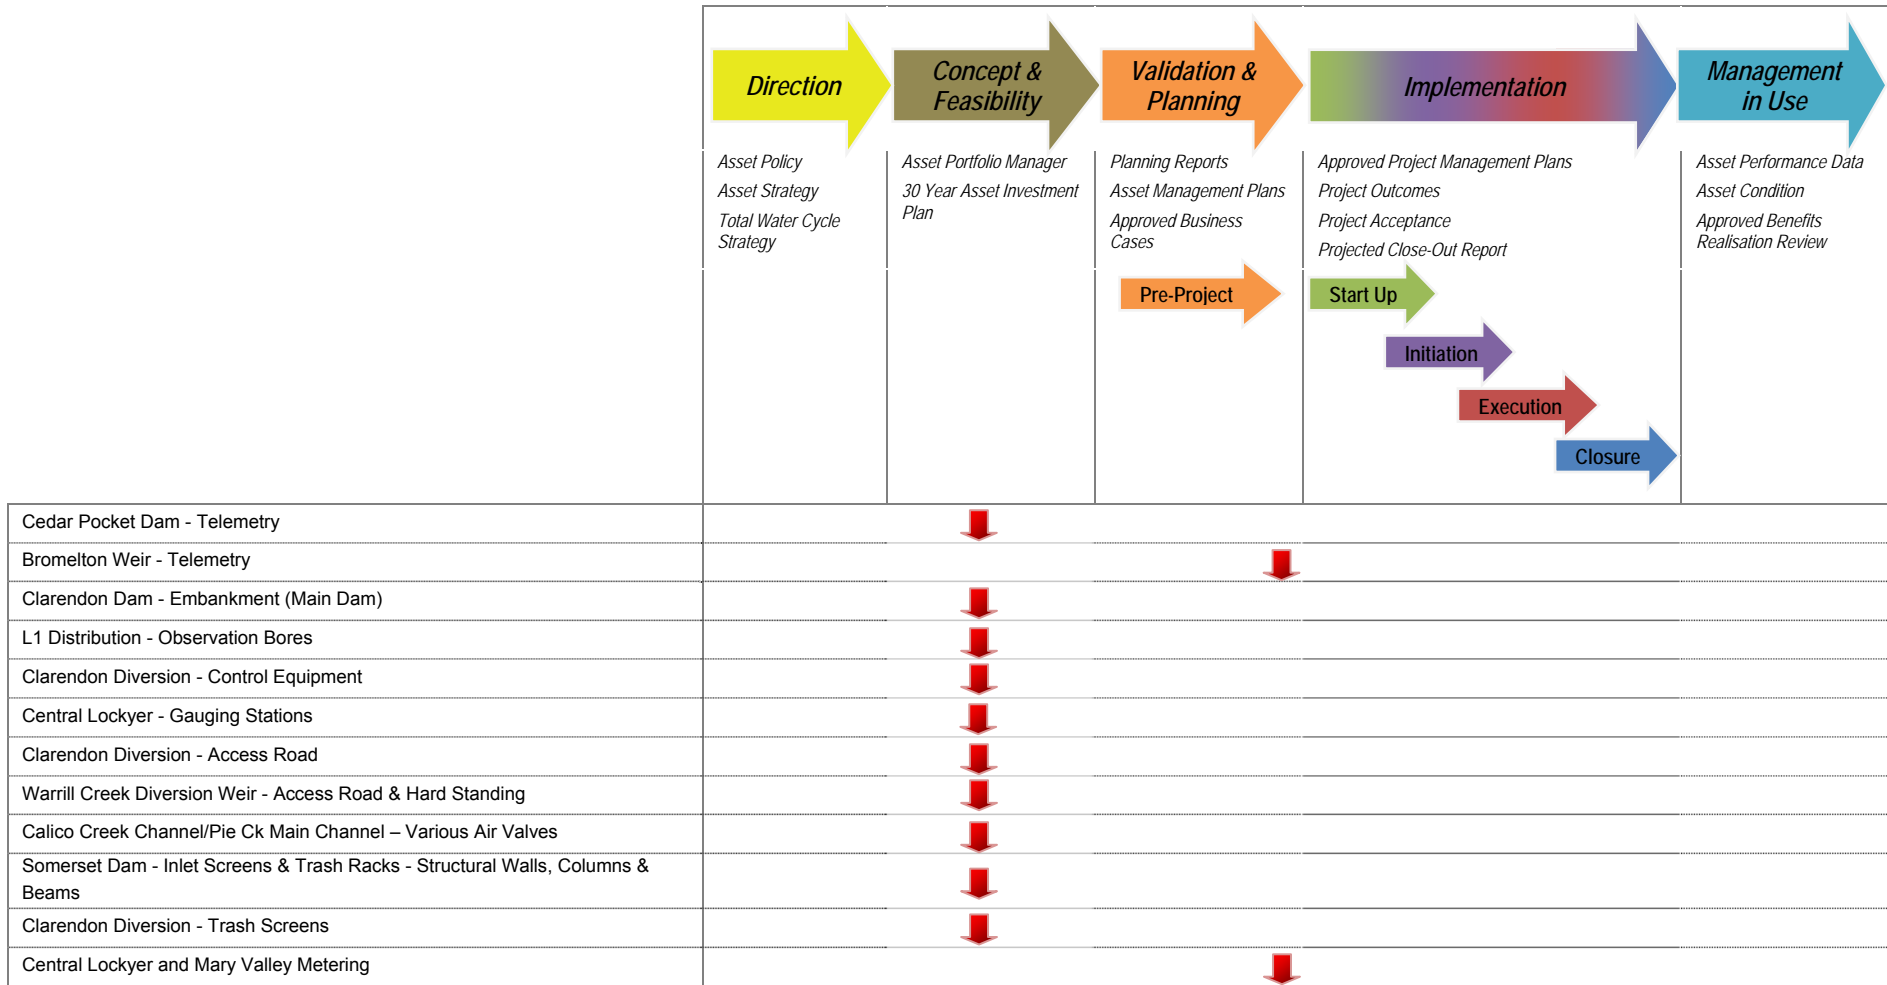 Direction
Concept &
Feasibility
Validation &
Planning
Implementation
Management
in Use
Asset Policy
Asset Strategy
Total Water Cycle
Strategy
Asset Portfolio Manager
30 Year Asset Investment
Plan
Planning Reports
Asset Management Plans
Approved Business
Cases
Approved Project Management Plans
Project Outcomes
Project Acceptance
Projected Close-Out Report
Asset Performance Data
Asset Condition
Approved Benefits
Realisation Review
Pre-Project
Start Up
Initiation
Execution
Closure
Cedar Pocket Dam - Telemetry
Bromelton Weir - Telemetry
Clarendon Dam - Embankment (Main Dam)
L1 Distribution - Observation Bores
Clarendon Diversion - Control Equipment
Central Lockyer - Gauging Stations
Clarendon Diversion - Access Road
Warrill Creek Diversion Weir - Access Road & Hard Standing
Calico Creek Channel/Pie Ck Main Channel – Various Air Valves
Somerset Dam - Inlet Screens & Trash Racks - Structural Walls, Columns &
Beams
Clarendon Diversion - Trash Screens
Central Lockyer and Mary Valley Metering